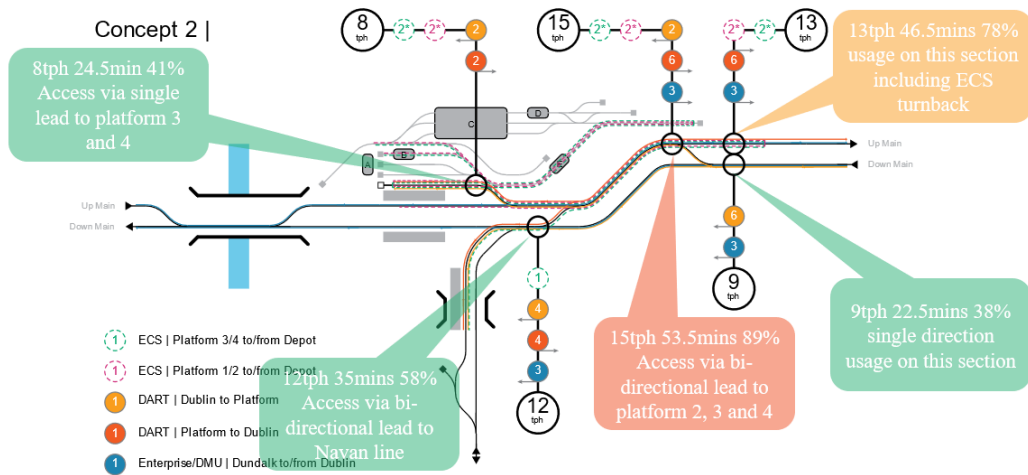 Concept 2 |
8
tph
2*
2*
2
2
15
tph
2*
2*
2
6
3
13
tph
2*
2*
6
3
13tph 46.5mins 78%
usage on this section
including ECS
turnback
8tph 24.5min 41%
Access via single
lead to platform 3
and 4
A
B
C
D
E
Up Main
Down Main
Up Main
Down Main
6
3
9
tph
1
4
4
3
12
tph
12tph 35mins 58%
Access via bi-
directional lead to
Navan line
15tph 53.5mins 89%
Access via bi-
directional lead to
platform 2, 3 and 4
9tph 22.5mins 38%
single direction
usage on this section
1 ECS | Platform 3/4 to/from Depot
1 ECS | Platform 1/2 to/from Depot
1 DART | Dublin to Platform
1 DART | Platform to Dublin
1 Enterprise/DMU | Dundalk to/from Dublin